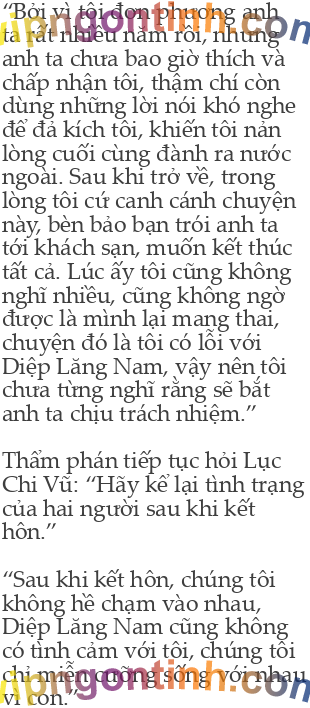 “Bởi vì tôi đơn phương anh
ta rất nhiều năm rồi, nhưng
anh ta chưa bao giờ thích và
chấp nhận tôi, thậm chí còn
dùng những lời nói khó nghe
để đả kích tôi, khiến tôi nản
lòng cuối cùng đành ra nước
ngoài. Sau khi trở về, trong
lòng tôi cứ canh cánh chuyện
này, bèn bảo bạn trói anh ta
tới khách sạn, muốn kết thúc
tất cả. Lúc ấy tôi cũng không
nghĩ nhiều, cũng không ngờ
được là mình lại mang thai,
chuyện đó là tôi có lỗi với
Diệp Lăng Nam, vậy nên tôi
chưa từng nghĩ rằng sẽ bắt
anh ta chịu trách nhiệm.”
Thẩm phán tiếp tục hỏi Lục
Chi Vũ: “Hãy kể lại tình trạng
của hai người sau khi kết
hôn.”
“Sau khi kết hôn, chúng tôi
không hề chạm vào nhau,
Diệp Lăng Nam cũng không
có tình cảm với tôi, chúng tôi
chỉ miễn cưỡng sống với nhau
vì con.”
vipngontinh.com
vipngontinh.com